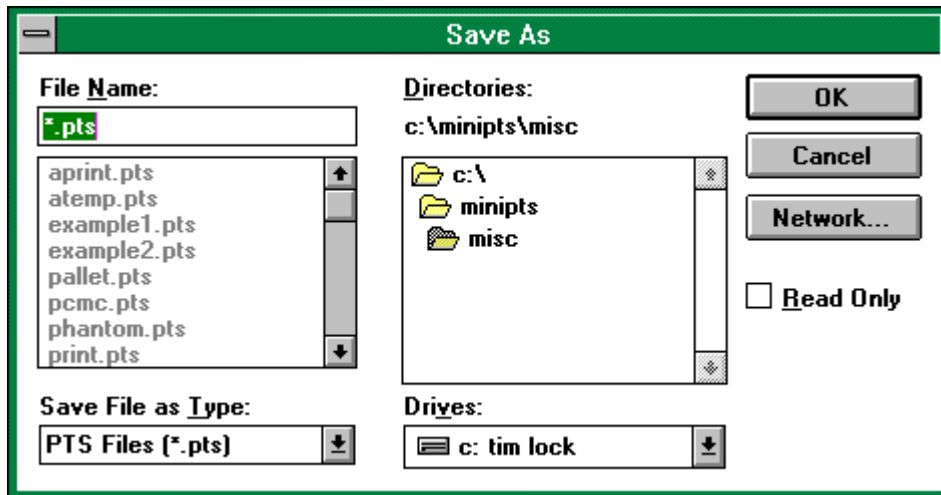 Save As
File Name:
*.pts
aprint.pts
atemp.pts
example1.pts
example2.pts
pallet.pts
pcmc.pts
phantom.pts
print.pts
Save File as Type:
PTS Files (*.pts)
Directories:
c:\minipts\misc
c:\
minipts
misc
Drives:
c: tim lock
OK
Cancel
Network...
Read Only